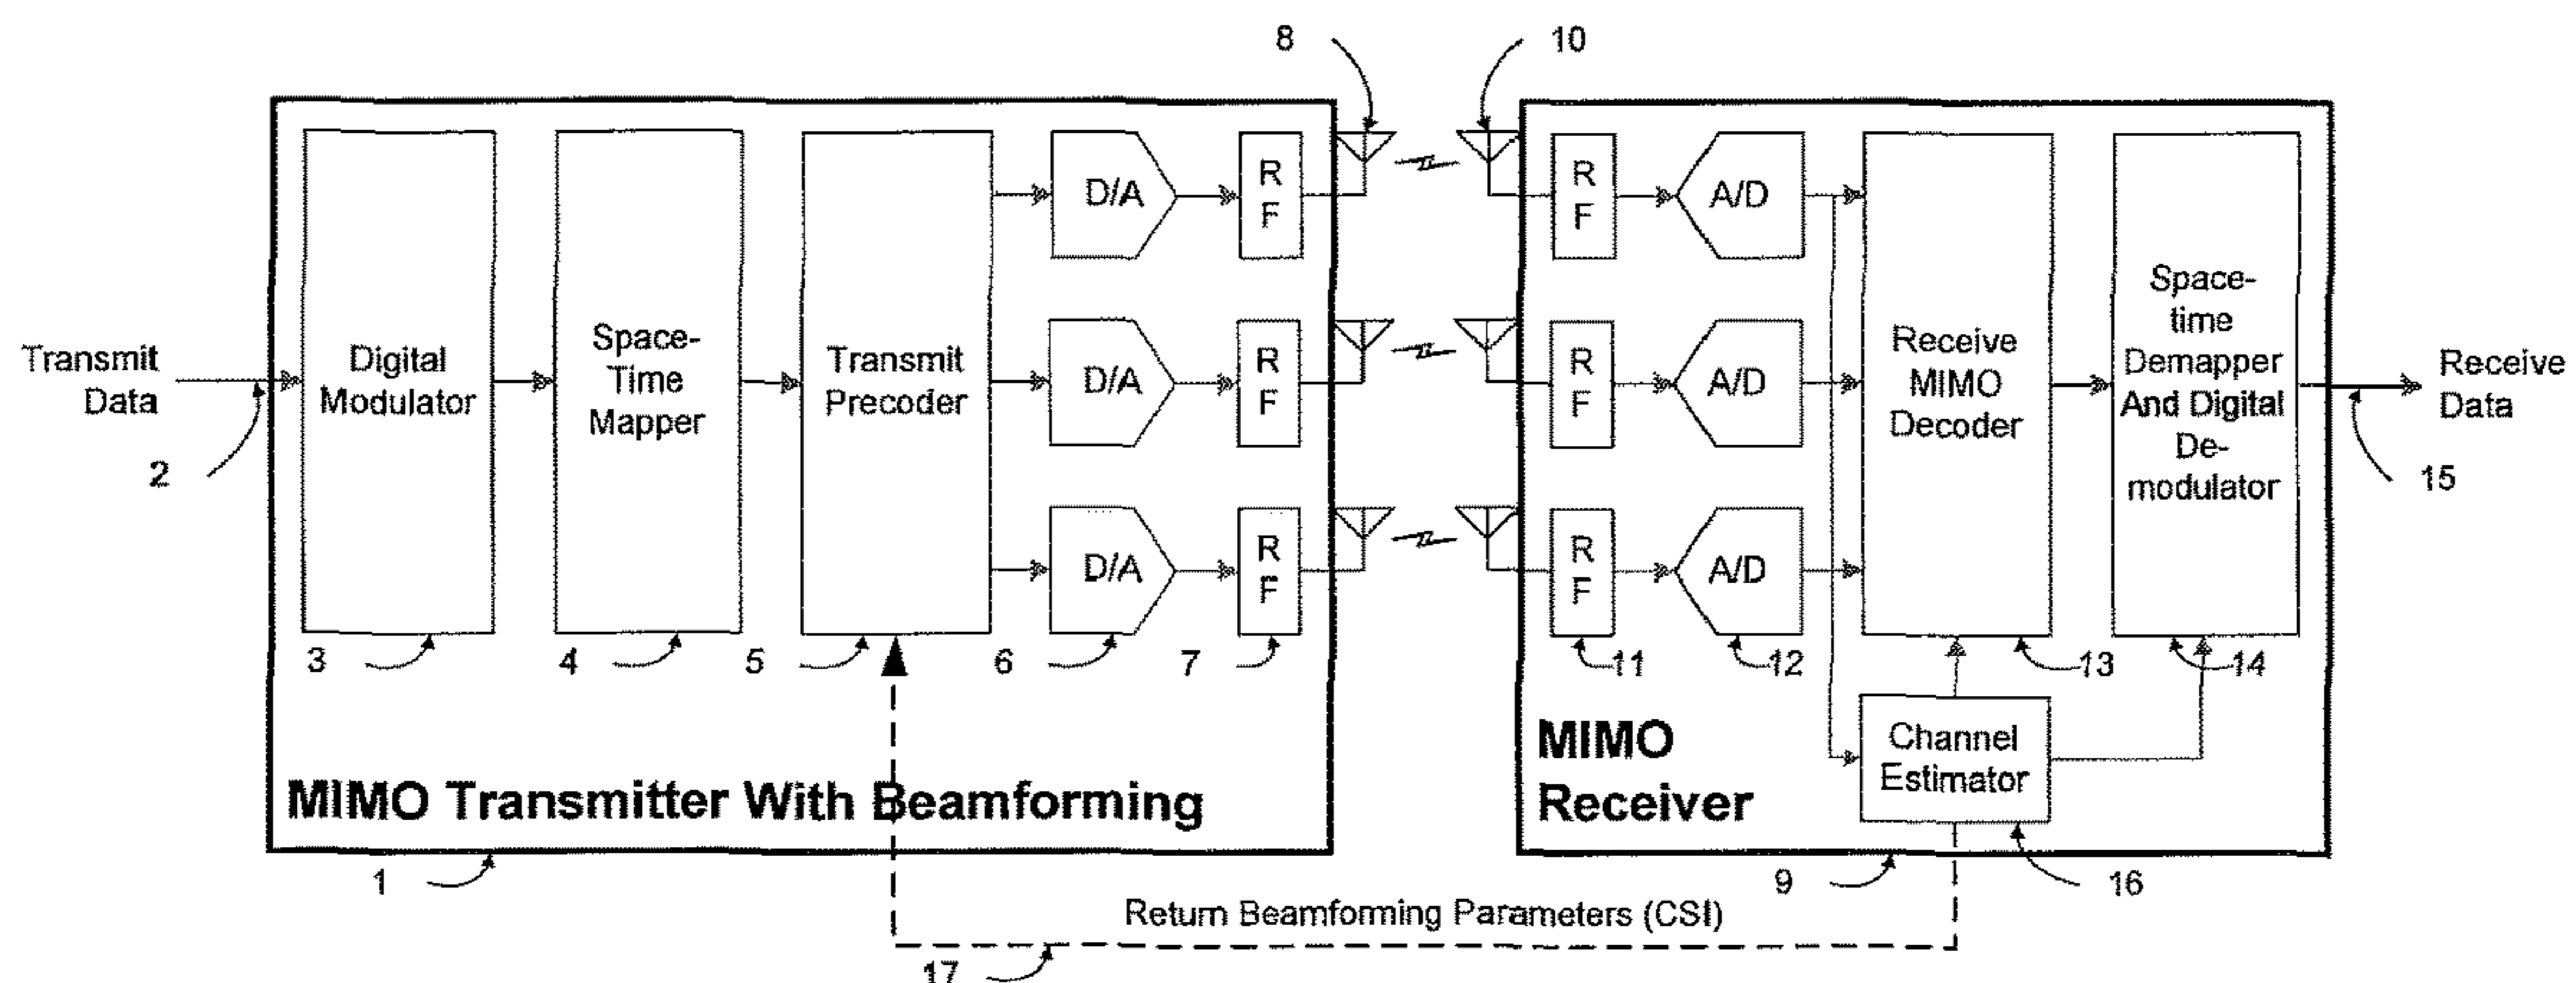 8
10
Transmit
Data
2
Digital
Modulator
3
Space-
Time
Mapper
4
Transmit
Precoder
5
D/A
D/A
D/A
6
R
F
R
F
R
F
7
R
F
R
F
R
F
11
A/D
A/D
A/D
12
Receive
MIMO
Decoder
13
Space-
time
Demapper
And Digital
De-
modulator
14
Receive
Data
15
MIMO Transmitter With Beamforming
1
MIMO
Receiver
9
Channel
Estimator
16
Return Beamforming Parameters (CSI)
17